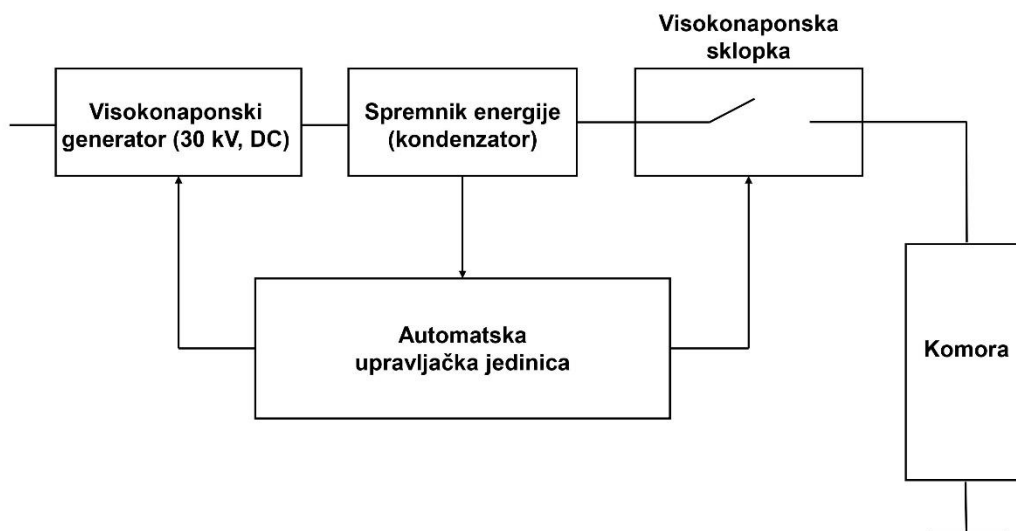 Visokonaponska
sklopka
Visokonaponski
generator (30 kV, DC)
Spremnik energije
(kondenzator)
Automatska
upravljačka jedinica
Komora